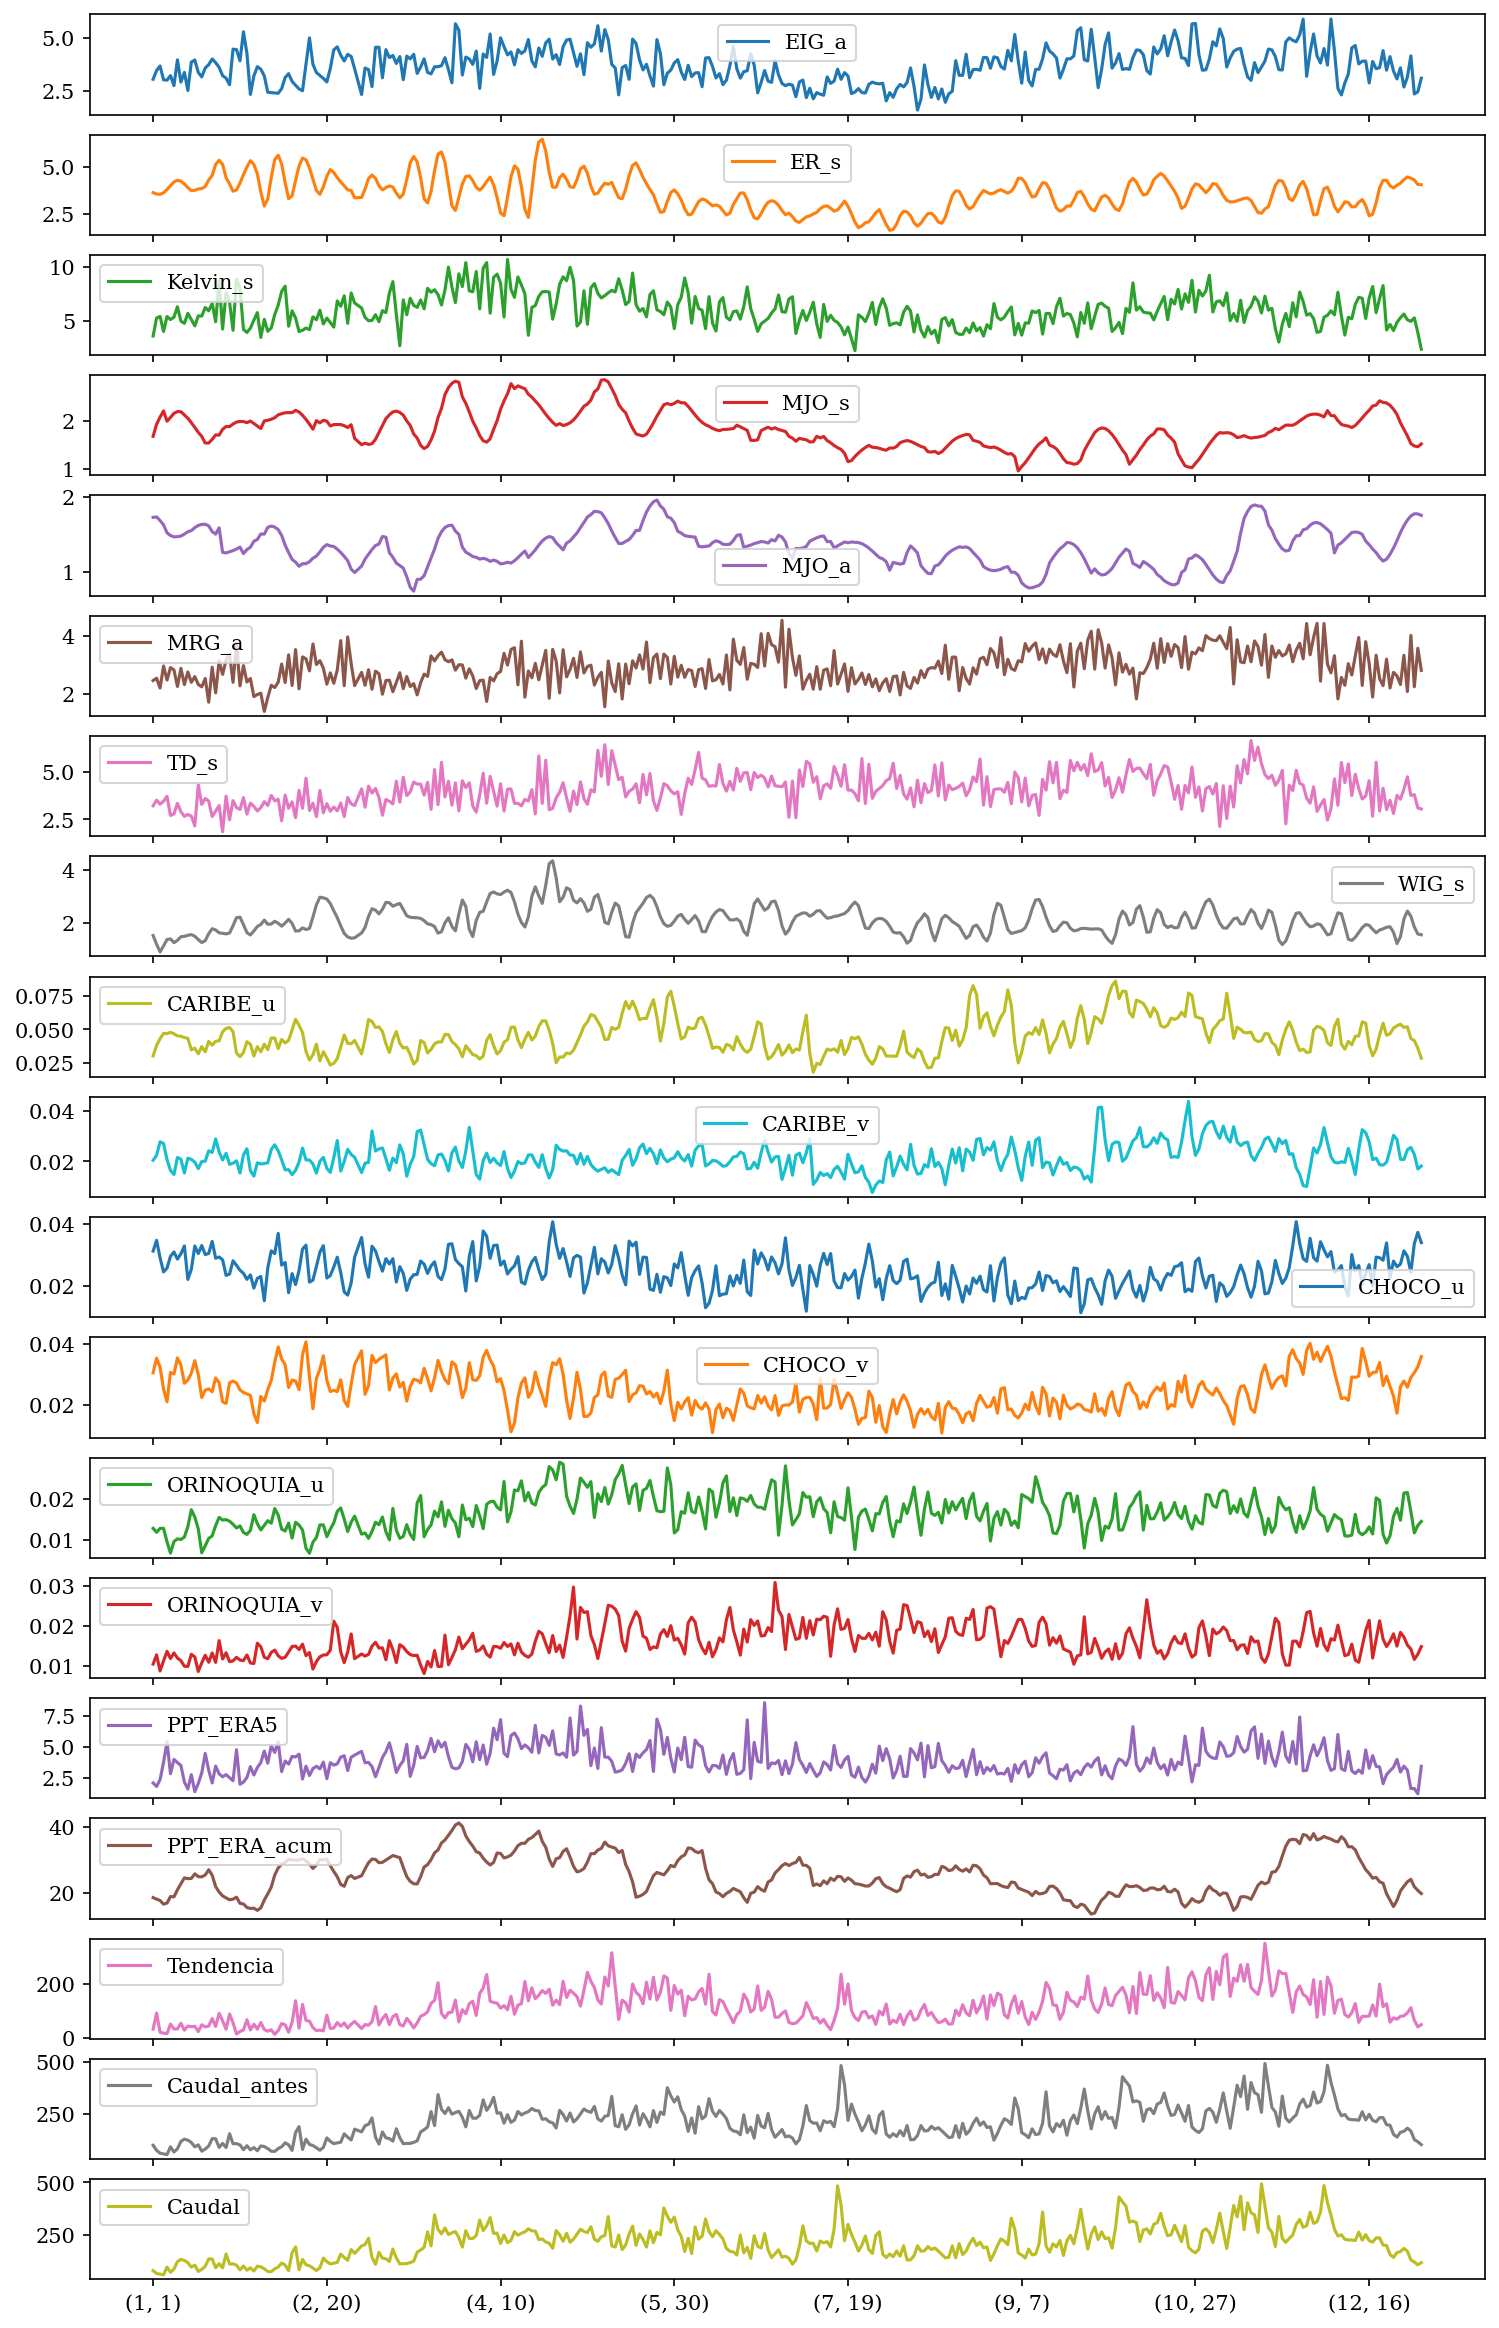 5.0
2.5
EIG_a
5.0
2.5
ER_s
10
5
Kelvin_s
2
1
MJO_s
2
1
MJO_a
4
2
MRG_a
5.0
2.5
TD_s
4
2
WIG_s
0.075
0.050
0.025
CARIBE_u
0.04
0.02
CARIBE_v
0.04
0.02
CHOCO_u
0.04
0.02
CHOCO_v
0.02
0.01
ORINOQUIA_u
0.03
0.02
0.01
ORINOQUIA_v
7.5
5.0
2.5
PPT_ERA5
40
20
PPT_ERA_acum
200
0
Tendencia
500
250
Caudal_antes
500
250
Caudal
(1, 1) (2, 20) (4, 10) (5, 30) (7, 19) (9, 7) (10, 27) (12, 16)